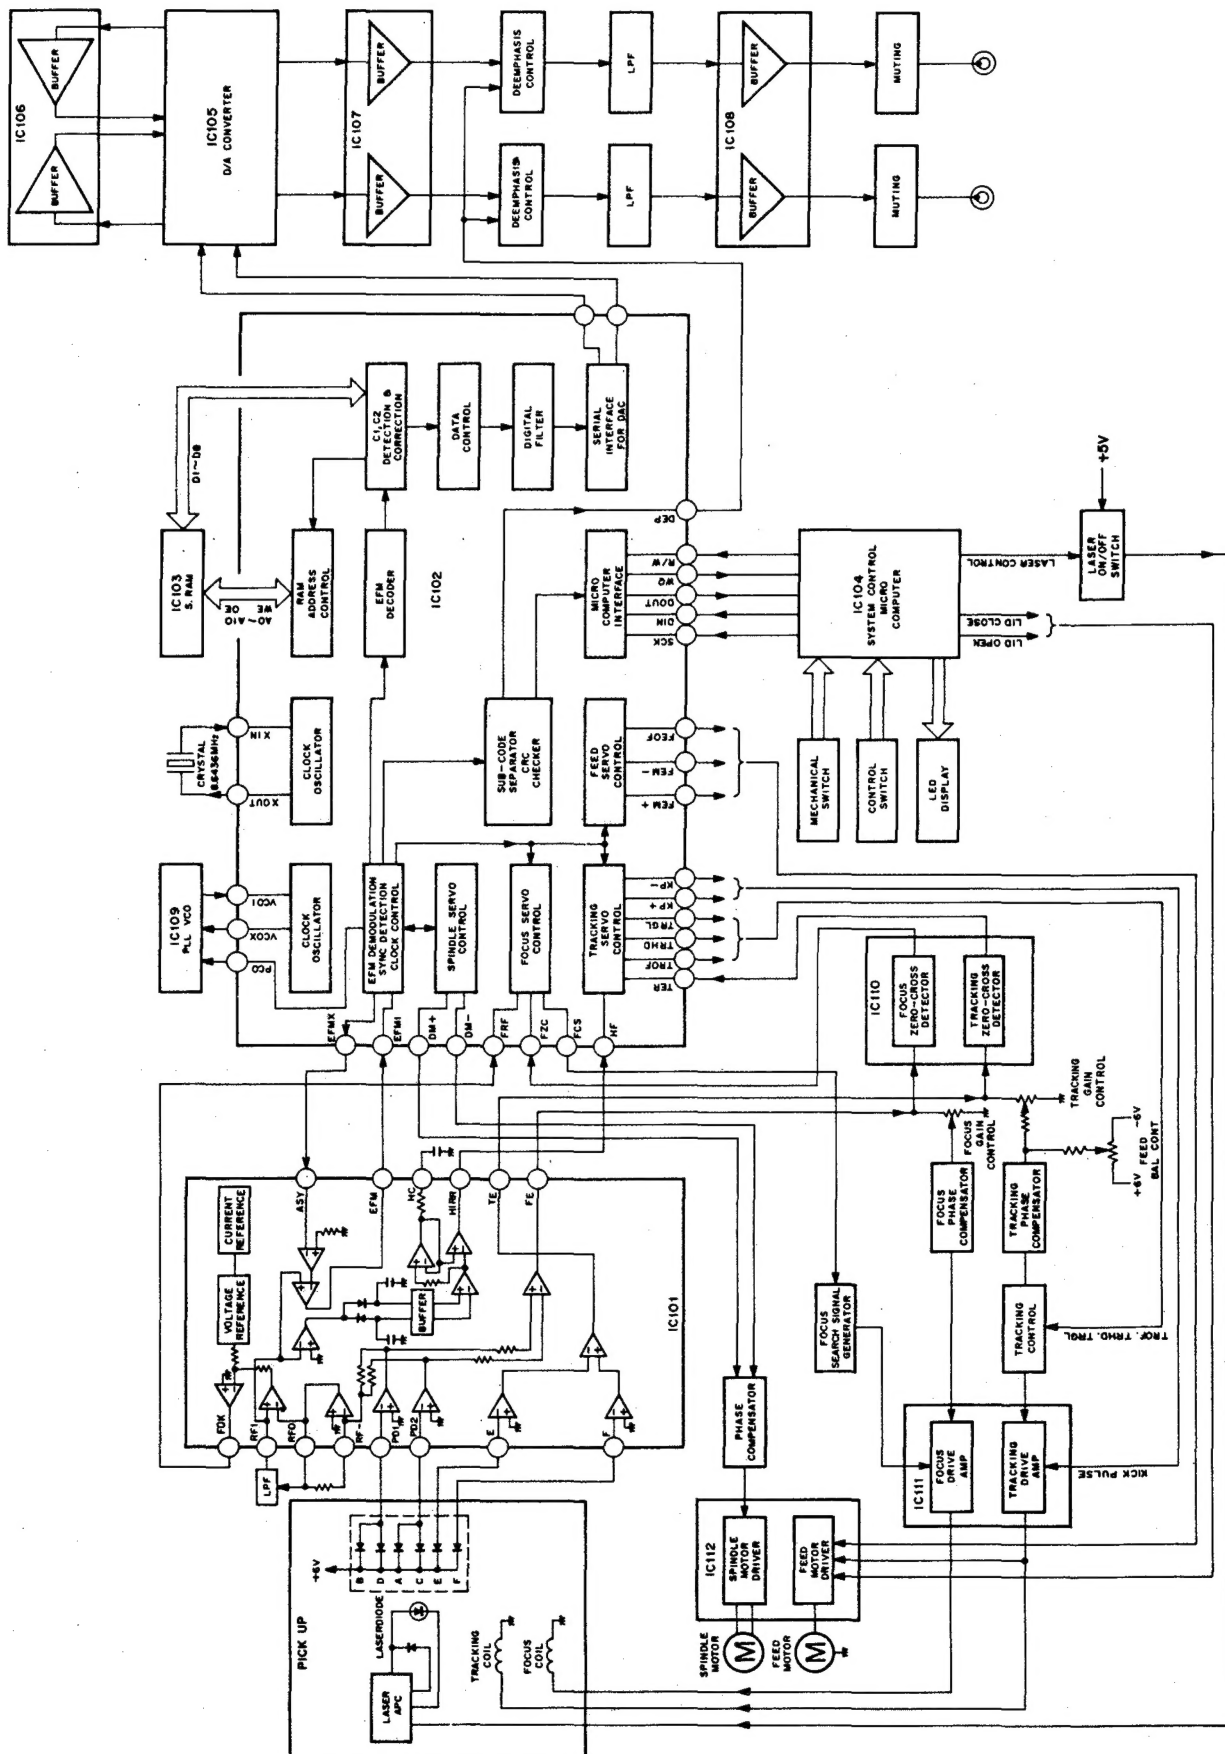 PICK UP
LASER
APC
LASERDIODE
+6V
B
D
A
C
E
F
TRACKING
COIL
FOCUS
COIL
LPF
FOK
RF1
RFO
RF-
PD1
PD2
E
F
VOLTAGE
REFERENCE
CURRENT
REFERENCE
BUFFER
IC101
ASY
EFM
HC
HIRR
TE
FE
SPINDLE
MOTOR
M
FEED
MOTOR
M
IC112
SPINDLE
MOTOR
DRIVER
FEED
MOTOR
DRIVER
PHASE
COMPENSATOR
FOCUS
SEARCH SIGNAL
GENERATOR
IC111
FOCUS
DRIVE
AMP
TRACKING
DRIVE
AMP
KICK PULSE
TRACKING
CONTROL
TROF. TRHD. TRGL
FOCUS
PHASE
COMPENSATOR
TRACKING
PHASE
COMPENSATOR
FOCUS
GAIN
CONTROL
TRACKING
GAIN
CONTROL
+6V
-6V
FEED
BAL CONT
IC110
FOCUS
ZERO-CROSS
DETECTOR
TRACKING
ZERO-CROSS
DETECTOR
IC109
PLL VCO
PCO
VCOX
VCOI
CLOCK
OSCILLATOR
EFMX
EFMI
DM+
DM-
FRF
FZC
FCS
HF
EFM DEMODULATION
SYNC DETECTION
CLOCK CONTROL
SPINDLE SERVO
CONTROL
FOCUS SERVO
CONTROL
TRACKING
SERVO
CONTROL
TER
TROF
TRHD
TRGL
KP+
KP-
CRYSTAL
8.6436MHz
XOUT
XIN
CLOCK
OSCILLATOR
SUB-CODE
SEPARATOR
CRC
CHECKER
FEED
SERVO
CONTROL
FEM +
FEM -
FEOF
IC103
S. RAM
A0~A10
WE
OE
D1~D8
RAM
ADDRESS
CONTROL
EFM
DECODER
IC102
MICRO
COMPUTER
INTERFACE
SCK
DIN
DOUT
WQ
R/W
DEP
C1, C2
DETECTION &
CORRECTION
DATA
CONTROL
DIGITAL
FILTER
SERIAL
INTERFACE
FOR DAC
MECHANICAL
SWITCH
CONTROL
SWITCH
LED
DISPLAY
IC104
SYSTEM CONTROL
MICRO
COMPUTER
LID OPEN
LID CLOSE
LASER CONTROL
LASER
ON/OFF
SWITCH
+5V
IC106
BUFFER
BUFFER
IC105
D/A CONVERTER
IC107
BUFFER
BUFFER
DEEMPHASIS
CONTROL
DEEMPHASIS
CONTROL
LPF
LPF
IC108
BUFFER
BUFFER
MUTING
MUTING